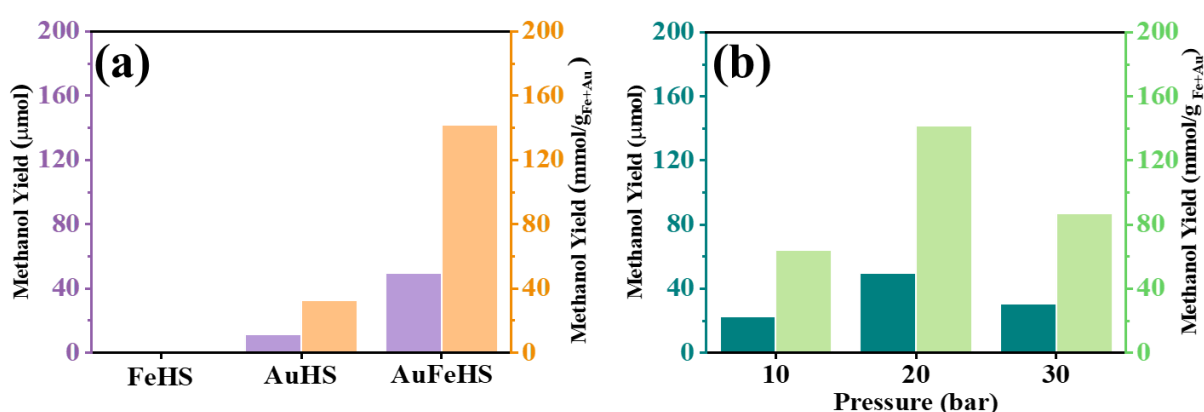 (a)
Methanol Yield (μmol)
200
160
120
80
40
0
FeHS
AuHS
AuFeHS
200
160
120
80
40
0
Methanol Yield (mmol/gFe+Au)
(b)
Methanol Yield (μmol)
200
160
120
80
40
0
10
20
30
Pressure (bar)
200
160
120
80
40
0
Methanol Yield (mmol/g Fe+Au)